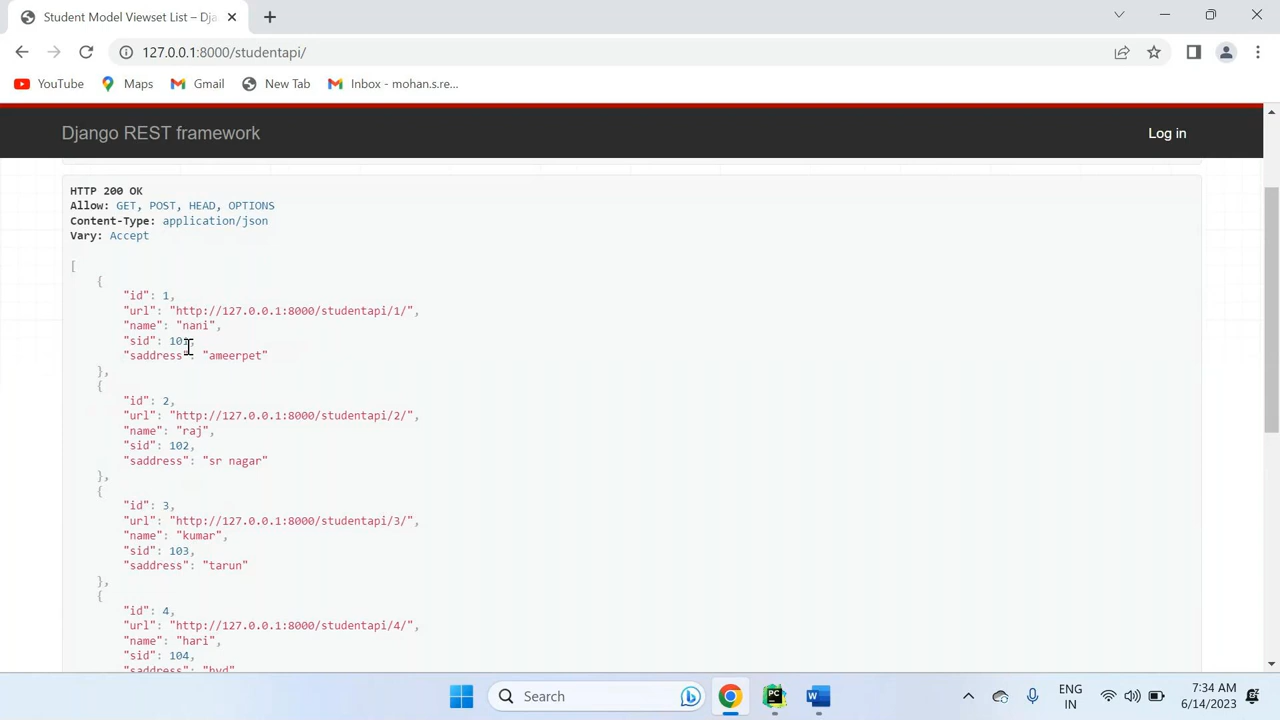 Student Model Viewset List – Dja
127.0.0.1:8000/studentapi/
YouTube
Maps
Gmail
New Tab
Inbox - mohan.s.re...
Django REST framework
Log in
HTTP 200 OK
Allow: GET, POST, HEAD, OPTIONS
Content-Type: application/json
Vary: Accept
[
{
"id": 1,
"url": "http://127.0.0.1:8000/studentapi/1/",
"name": "nani",
"sid": 101,
"saddress": "ameerpet"
},
{
"id": 2,
"url": "http://127.0.0.1:8000/studentapi/2/",
"name": "raj",
"sid": 102,
"saddress": "sr nagar"
},
{
"id": 3,
"url": "http://127.0.0.1:8000/studentapi/3/",
"name": "kumar",
"sid": 103,
"saddress": "tarun"
},
{
"id": 4,
"url": "http://127.0.0.1:8000/studentapi/4/",
"name": "hari",
"sid": 104,
"saddress": "hyd"
Search
PC
W
ENG
IN
7:34 AM
6/14/2023